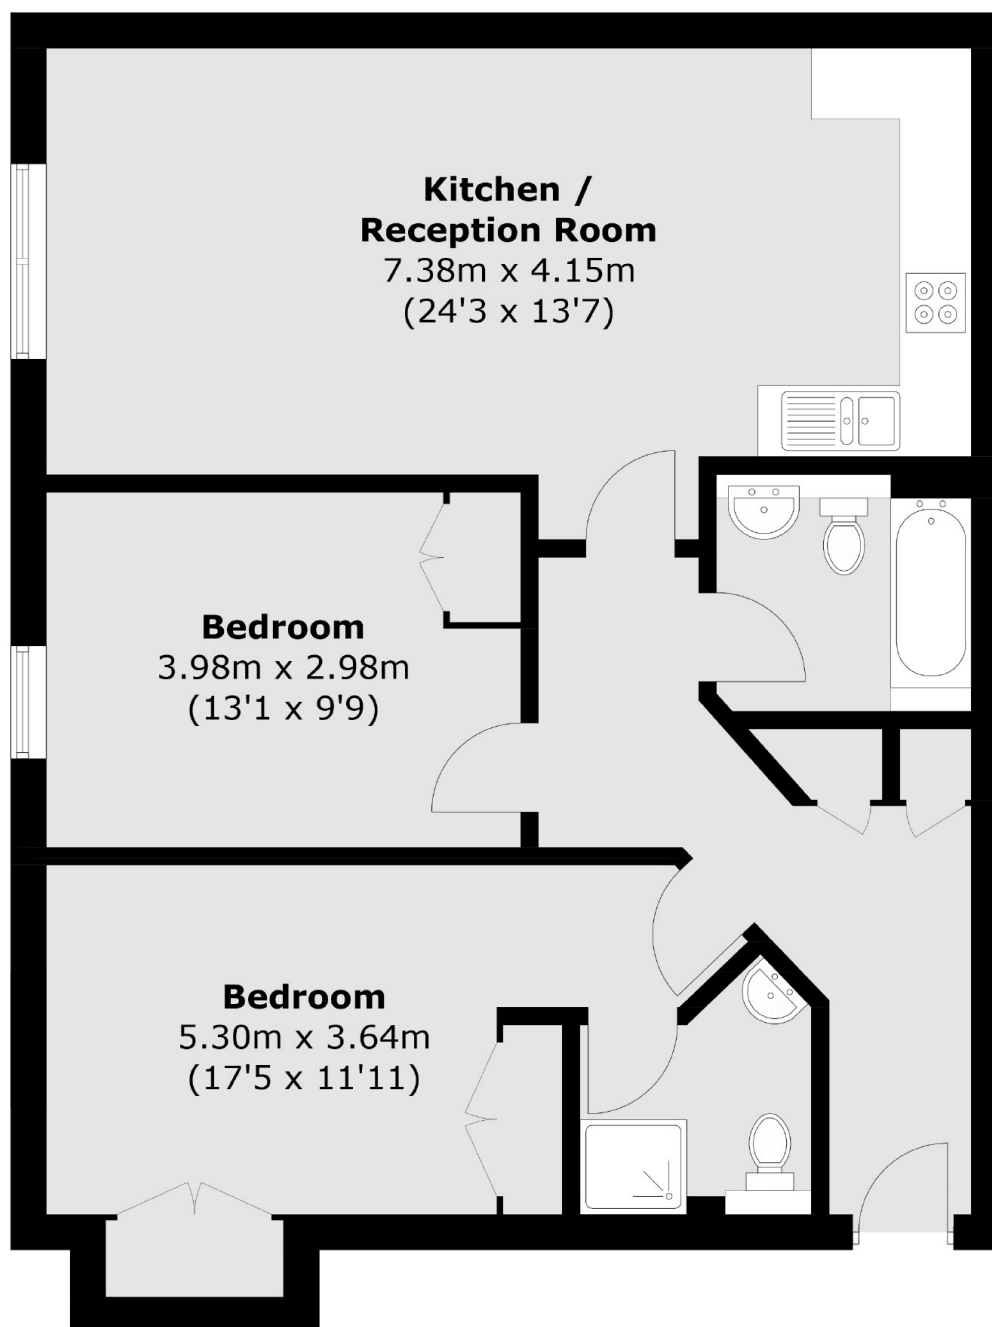 Kitchen /
Reception Room
7.38m x 4.15m
(24'3 x 13'7)
Bedroom
3.98m x 2.98m
(13'1 x 9'9)
Bedroom
5.30m x 3.64m
(17'5 x 11'11)